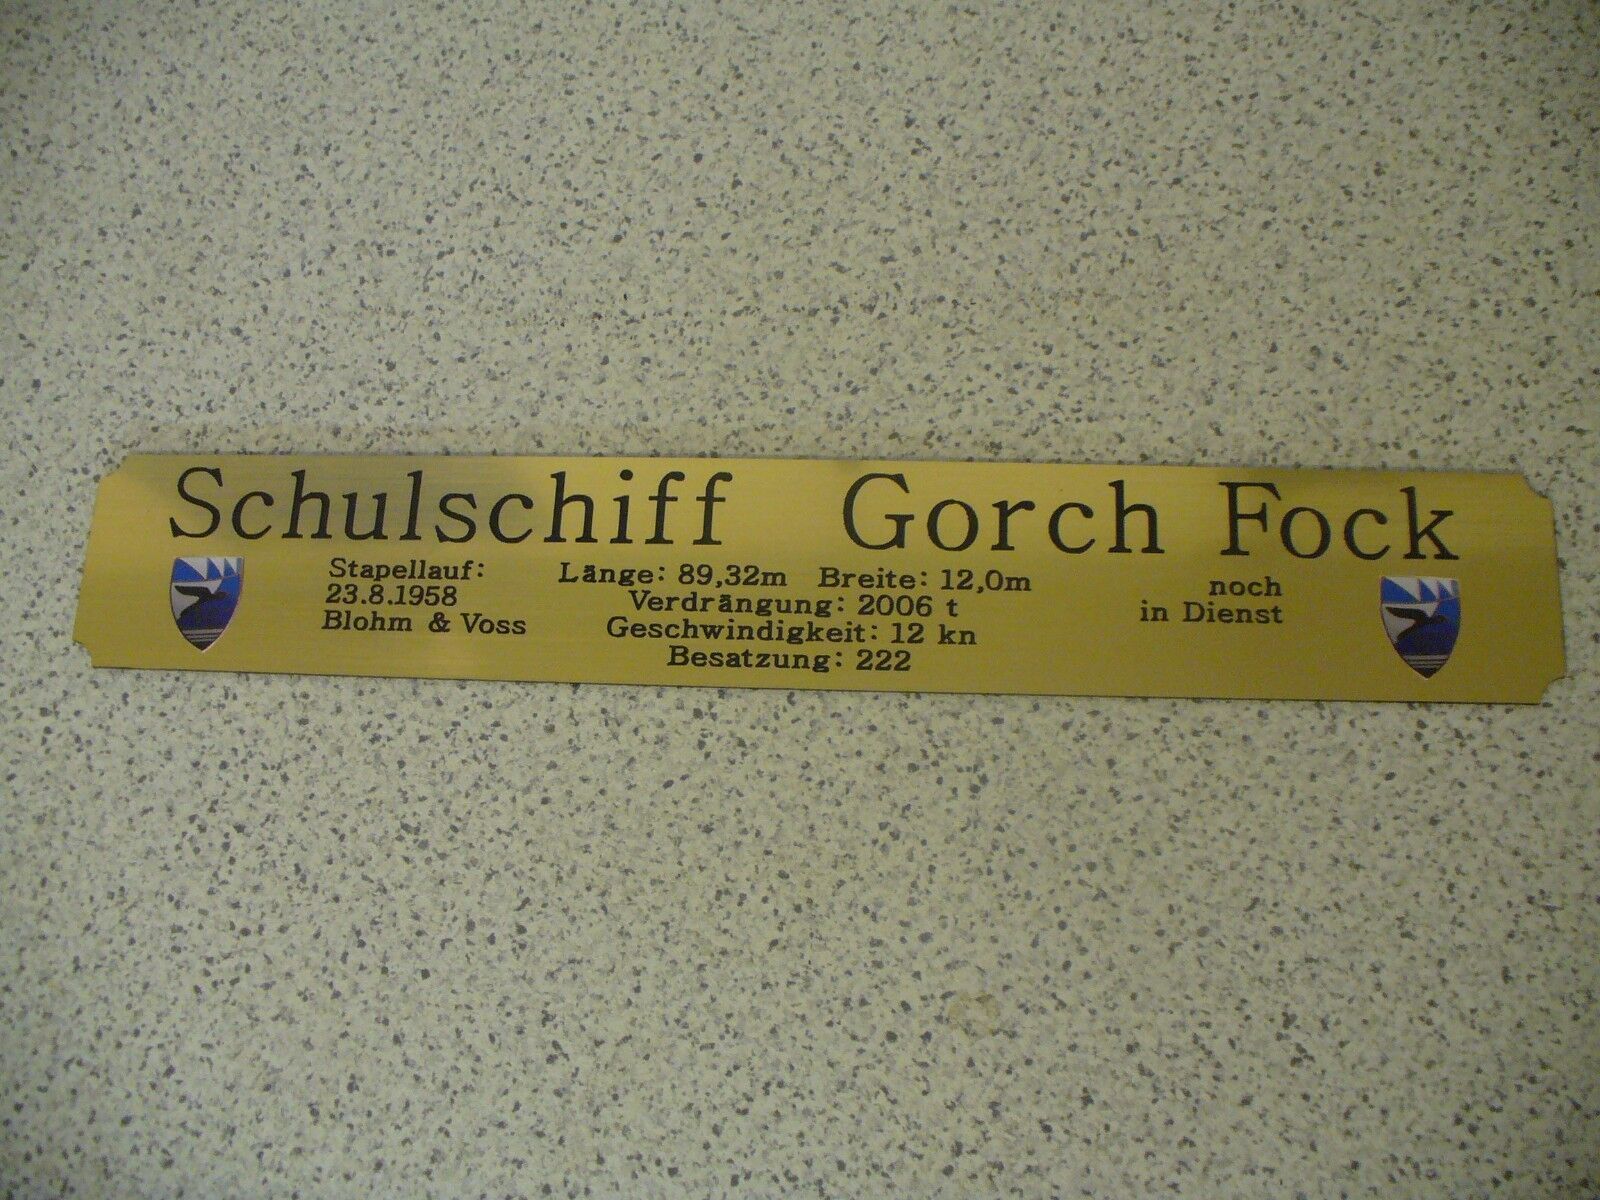 Schulschiff Gorch Fock
Stapellauf:
23.8.1958
Blohm & Voss
Länge: 89,32m Breite: 12,0m
Verdrängung: 2006 t
Geschwindigkeit: 12 kn
Besatzung: 222
noch
in Dienst